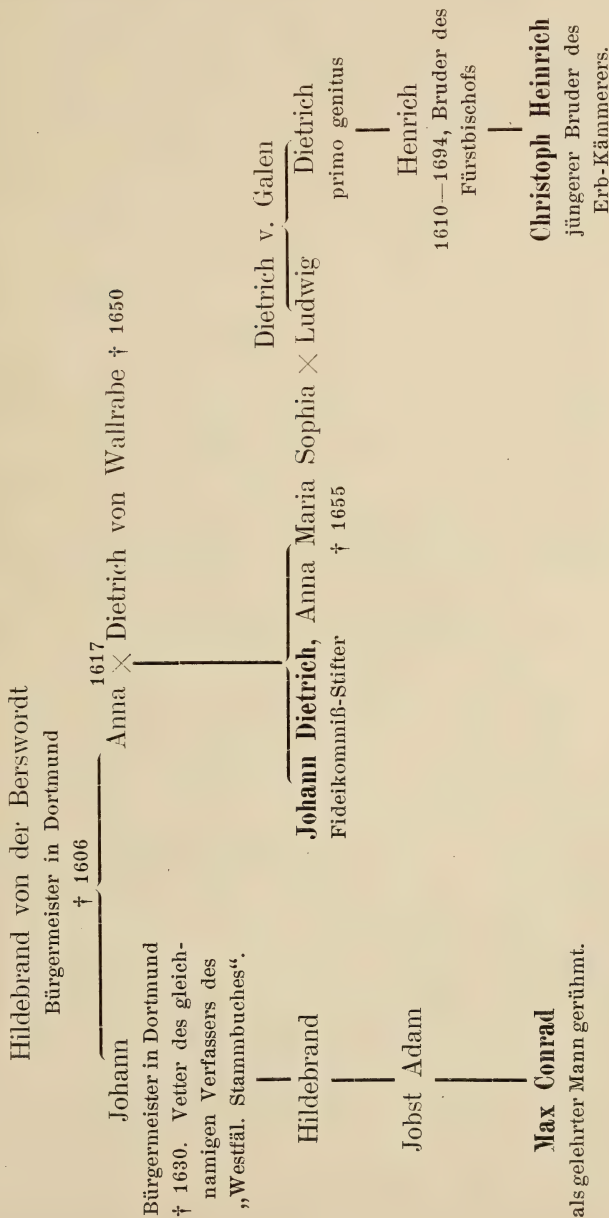 Hildebrand von der Berswordt
Bürgermeister in Dortmund
† 1606
Johann
Bürgermeister in Dortmund
† 1630. Vetter des gleich-
namigen Verfassers des
„Westfäl. Stammbuches“.
Hildebrand
Jobst Adam
Max Conrad
als gelehrter Mann gerühmt.
1617
Anna × Dietrich von Wallrabe † 1650
Johann Dietrich, Anna Maria Sophia × Ludwig
Fideikommiß-Stifter † 1655
Dietrich v. Galen
Dietrich
primo genitus
Henrich
1610—1694, Bruder des
Fürstbischofs
Christoph Heinrich
jüngerer Bruder des
Erb-Kämmerers.